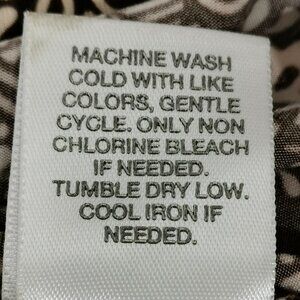 MACHINE WASH
COLD WITH LIKE
COLORS, GENTLE
CYCLE. ONLY NON
CHLORINE BLEACH
IF NEEDED.
TUMBLE DRY LOW.
COOL IRON IF
NEEDED.